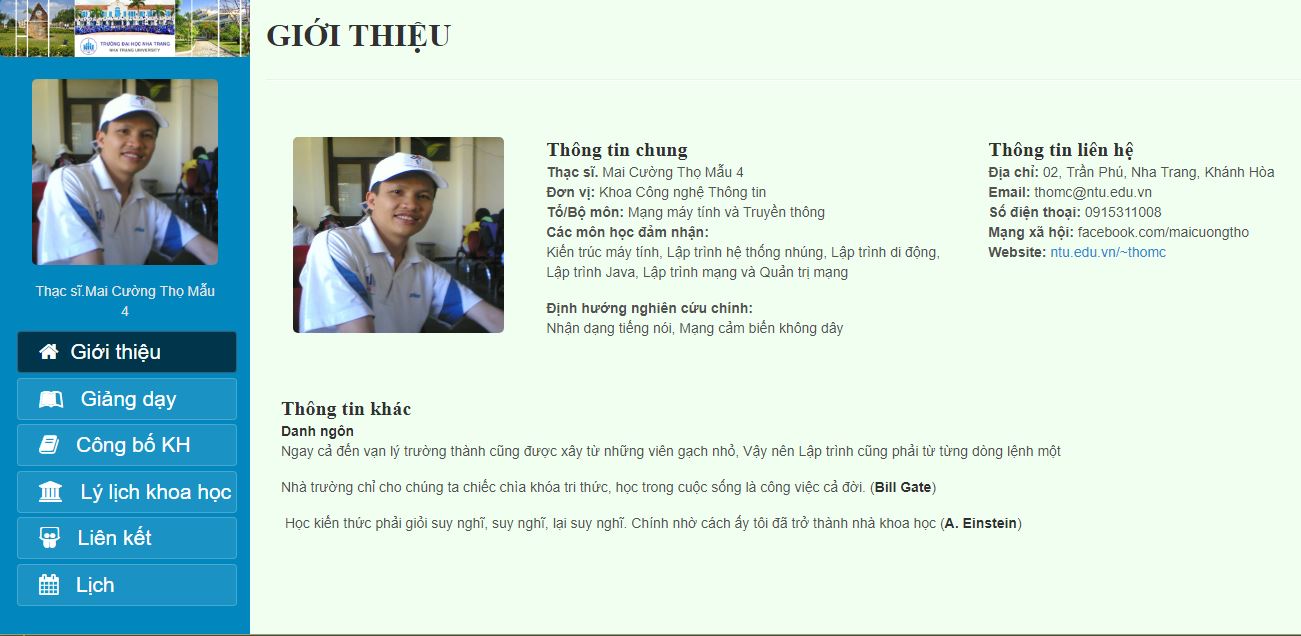 TRƯỜNG ĐẠI HỌC NHA TRANG
NHA TRANG UNIVERSITY
Thạc sĩ.Mai Cường Thọ Mẫu
4
Giới thiệu
Giảng dạy
Công bố KH
Lý lịch khoa học
Liên kết
Lịch
GIỚI THIỆU
Thông tin chung
Thạc sĩ. Mai Cường Thọ Mẫu 4
Đơn vị: Khoa Công nghệ Thông tin
Tổ/Bộ môn: Mạng máy tính và Truyền thông
Các môn học đảm nhận:
Kiến trúc máy tính, Lập trình hệ thống nhúng, Lập trình di động,
Lập trình Java, Lập trình mạng và Quản trị mạng
Định hướng nghiên cứu chính:
Nhận dạng tiếng nói, Mạng cảm biến không dây
Thông tin liên hệ
Địa chỉ: 02, Trần Phú, Nha Trang, Khánh Hòa
Email: thomc@ntu.edu.vn
Số điện thoại: 0915311008
Mạng xã hội: facebook.com/maicuongtho
Website: ntu.edu.vn/~thomc
Thông tin khác
Danh ngôn
Ngay cả đến vạn lý trường thành cũng được xây từ những viên gạch nhỏ, Vậy nên Lập trình cũng phải từ từng dòng lệnh một
Nhà trường chỉ cho chúng ta chiếc chìa khóa tri thức, học trong cuộc sống là công việc cả đời. (Bill Gate)
Học kiến thức phải giỏi suy nghĩ, suy nghĩ, lại suy nghĩ. Chính nhờ cách ấy tôi đã trở thành nhà khoa học (A. Einstein)